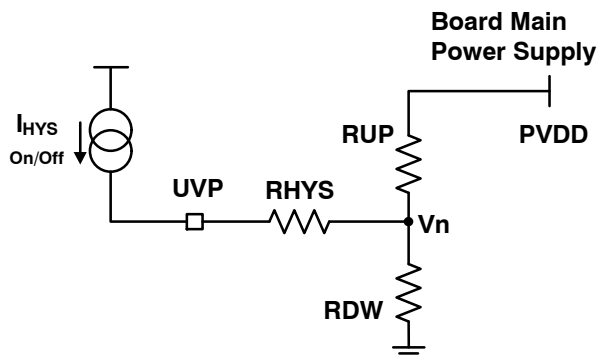 Board Main
Power Supply
IHYS
On/Off
RUP
PVDD
UVP
RHYS
Vn
RDW